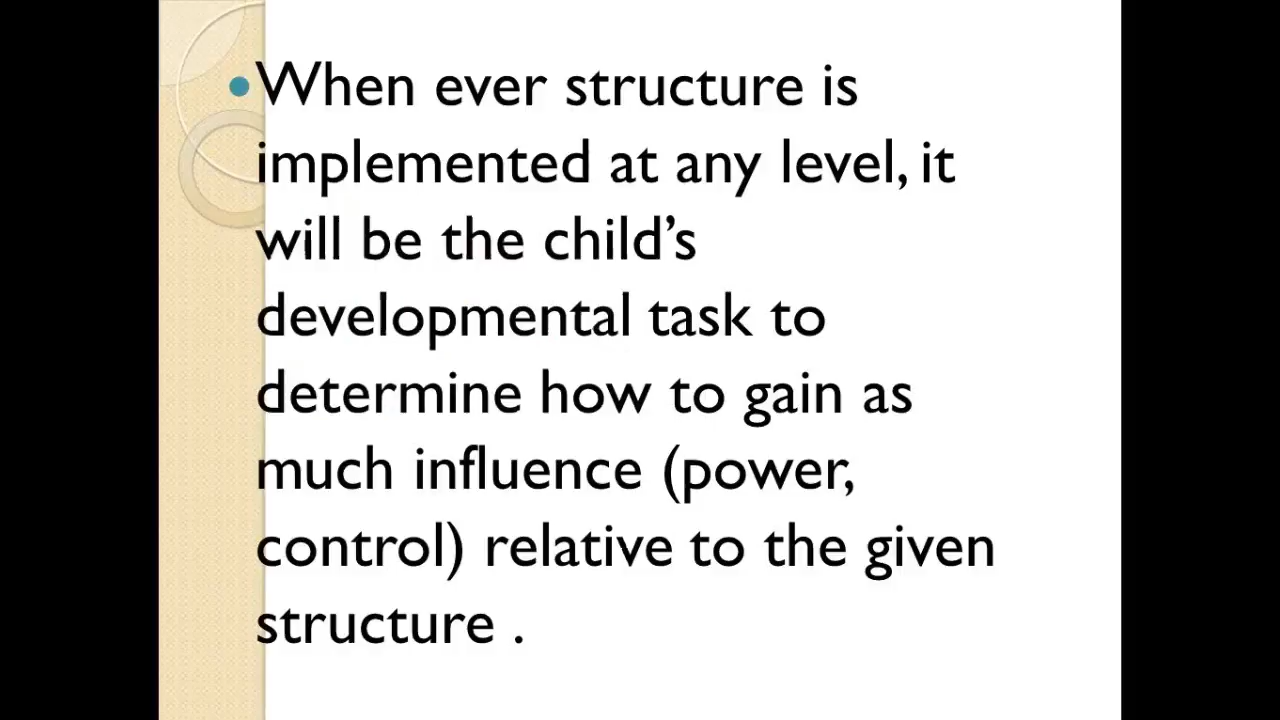 When ever structure is
implemented at any level, it
will be the child’s
developmental task to
determine how to gain as
much influence (power,
control) relative to the given
structure .